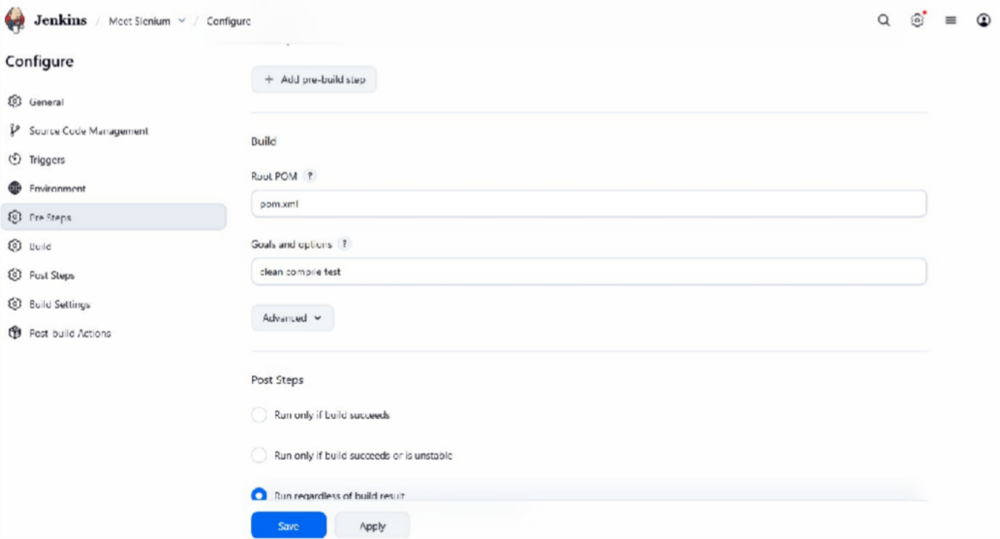 Jenkins / Meet Slenium / Configure
Configure
General
Source Code Management
Triggers
Environment
Pre Steps
Build
Post Steps
Build Settings
Post-build Actions
+ Add pre-build step
Build
Root POM ?
pom.xml
Goals and options ?
clean compile test
Advanced
Post Steps
Run only if build succeeds
Run only if build succeeds or is unstable
Run regardless of build result
Save Apply